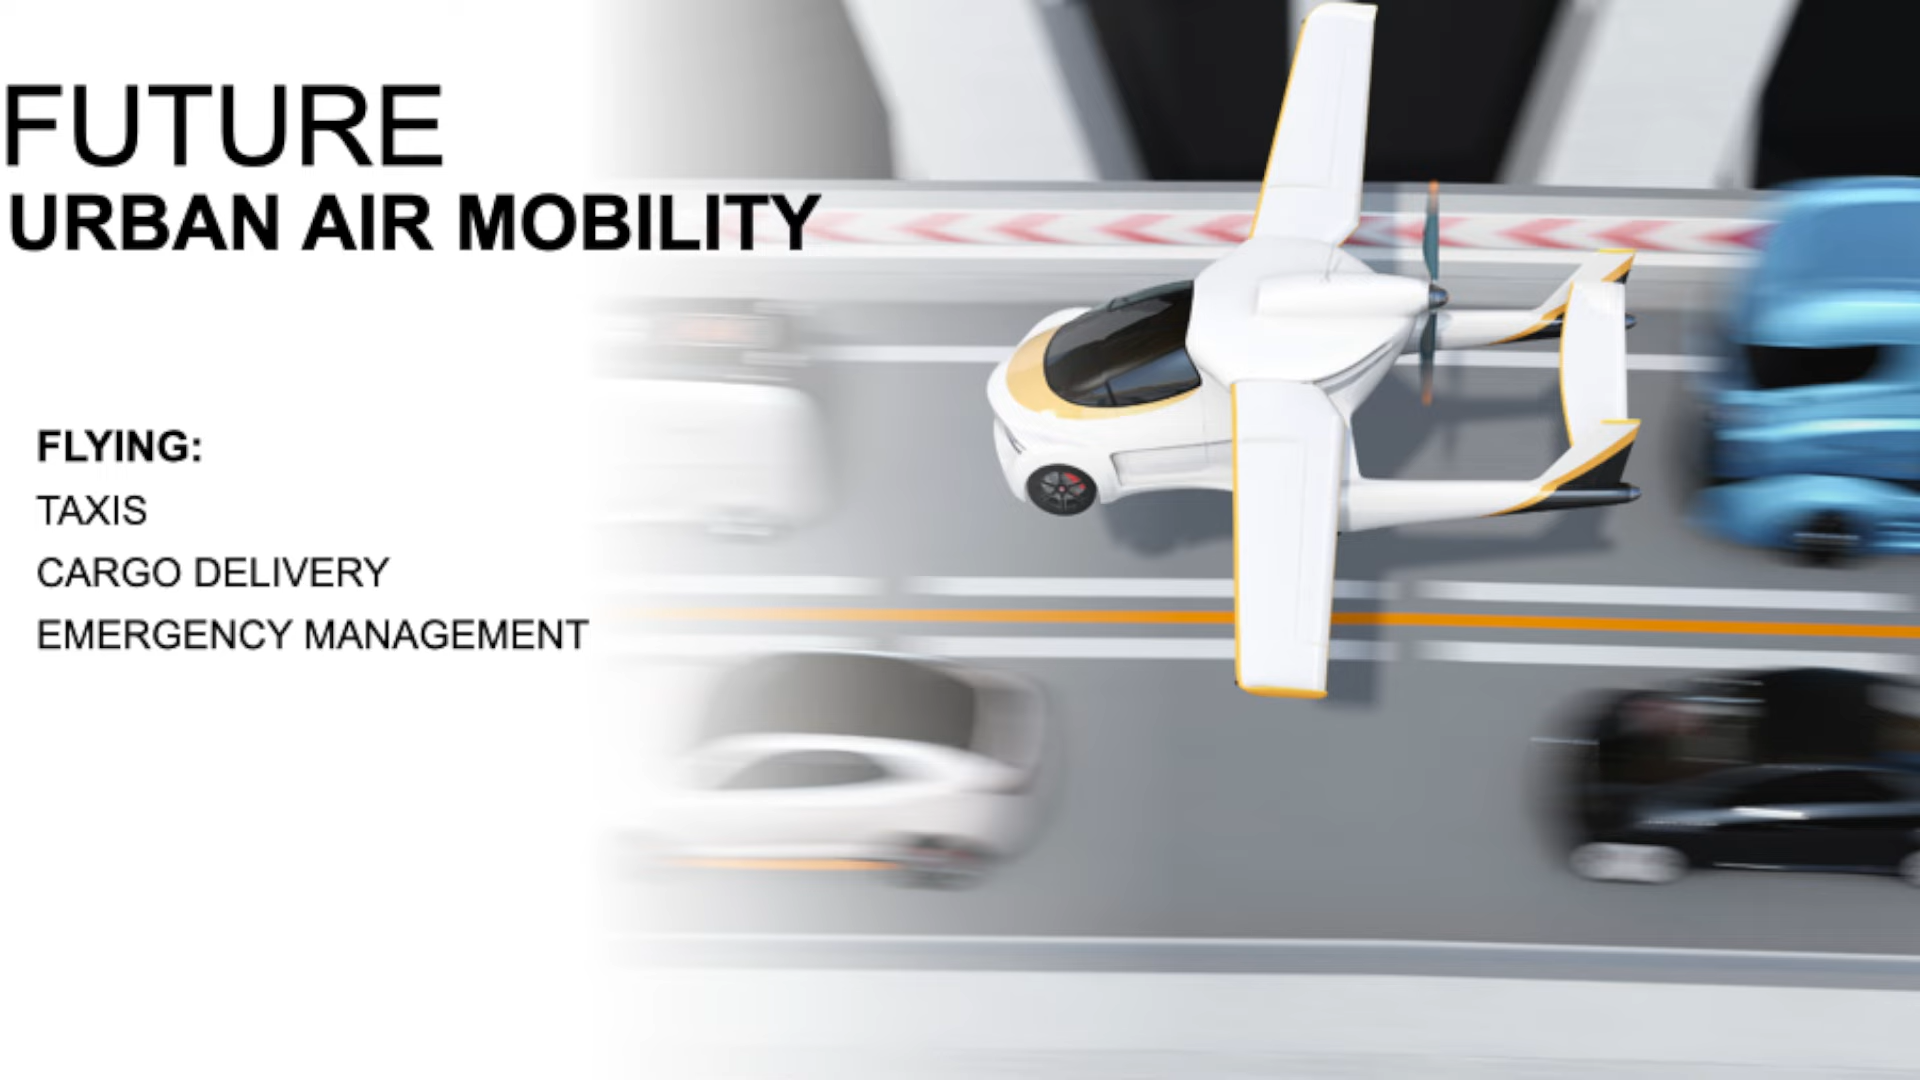 FUTURE
URBAN AIR MOBILITY
FLYING:
TAXIS
CARGO DELIVERY
EMERGENCY MANAGEMENT